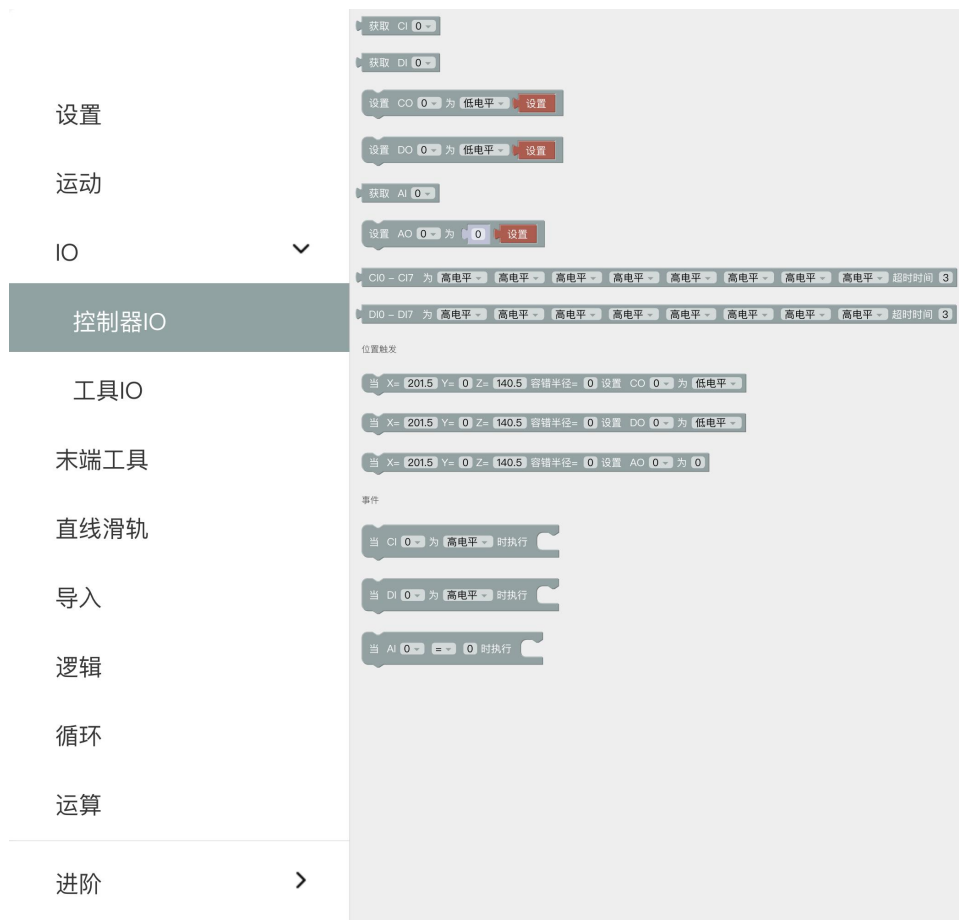 设置
运动
IO
控制器IO
工具IO
末端工具
直线滑轨
导入
逻辑
循环
运算
进阶
获取 CI 0
获取 DI 0
设置 CO 0 为 低电平 设置
设置 DO 0 为 低电平 设置
获取 AI 0
设置 AO 0 为 0 设置
CI0 – CI7 为 高电平 高电平 高电平 高电平 高电平 高电平 高电平 高电平 超时时间 3
DI0 – DI7 为 高电平 高电平 高电平 高电平 高电平 高电平 高电平 高电平 超时时间 3
位置触发
当 X= 201.5 Y= 0 Z= 140.5 容错半径= 0 设置 CO 0 为 低电平
当 X= 201.5 Y= 0 Z= 140.5 容错半径= 0 设置 DO 0 为 低电平
当 X= 201.5 Y= 0 Z= 140.5 容错半径= 0 设置 AO 0 为 0
事件
当 CI 0 为 高电平 时执行
当 DI 0 为 高电平 时执行
当 AI 0 = 0 时执行